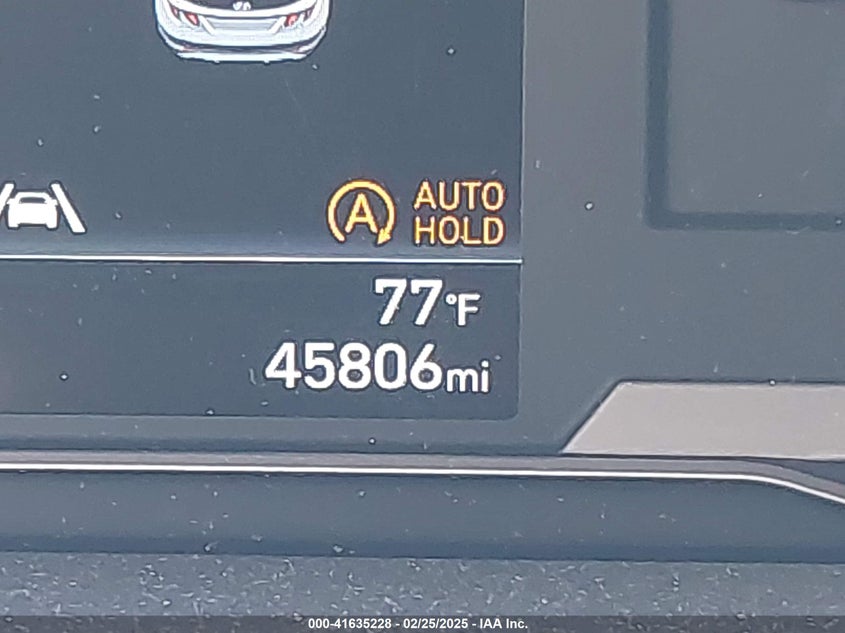 A AUTO
HOLD
77°F
45806mi
000-41635228 - 02/25/2025 - IAA Inc.